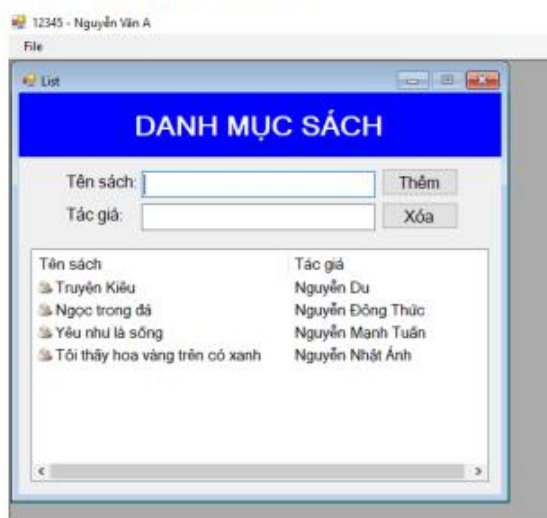 12345 - Nguyễn Văn A
File
List
DANH MỤC SÁCH
Tên sách:
Thêm
Tác giả:
Xóa
Tên sách Tác giả
Truyện Kiều Nguyễn Du
Ngọc trong đá Nguyễn Đông Thức
Yêu như là sống Nguyễn Mạnh Tuấn
Tôi thấy hoa vàng trên cỏ xanh Nguyễn Nhật Ánh